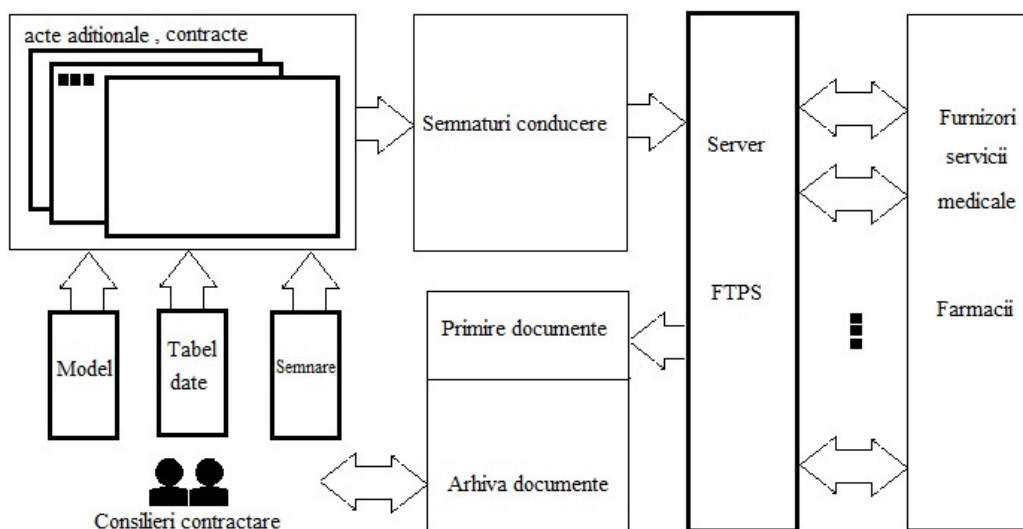 acte aditionale , contracte
Semnaturi conducere
Server
FTPS
Furnizori
servicii
medicale
Farmacii
Model
Tabel
date
Semnare
Primire documente
Arhiva documente
Consilieri contractare